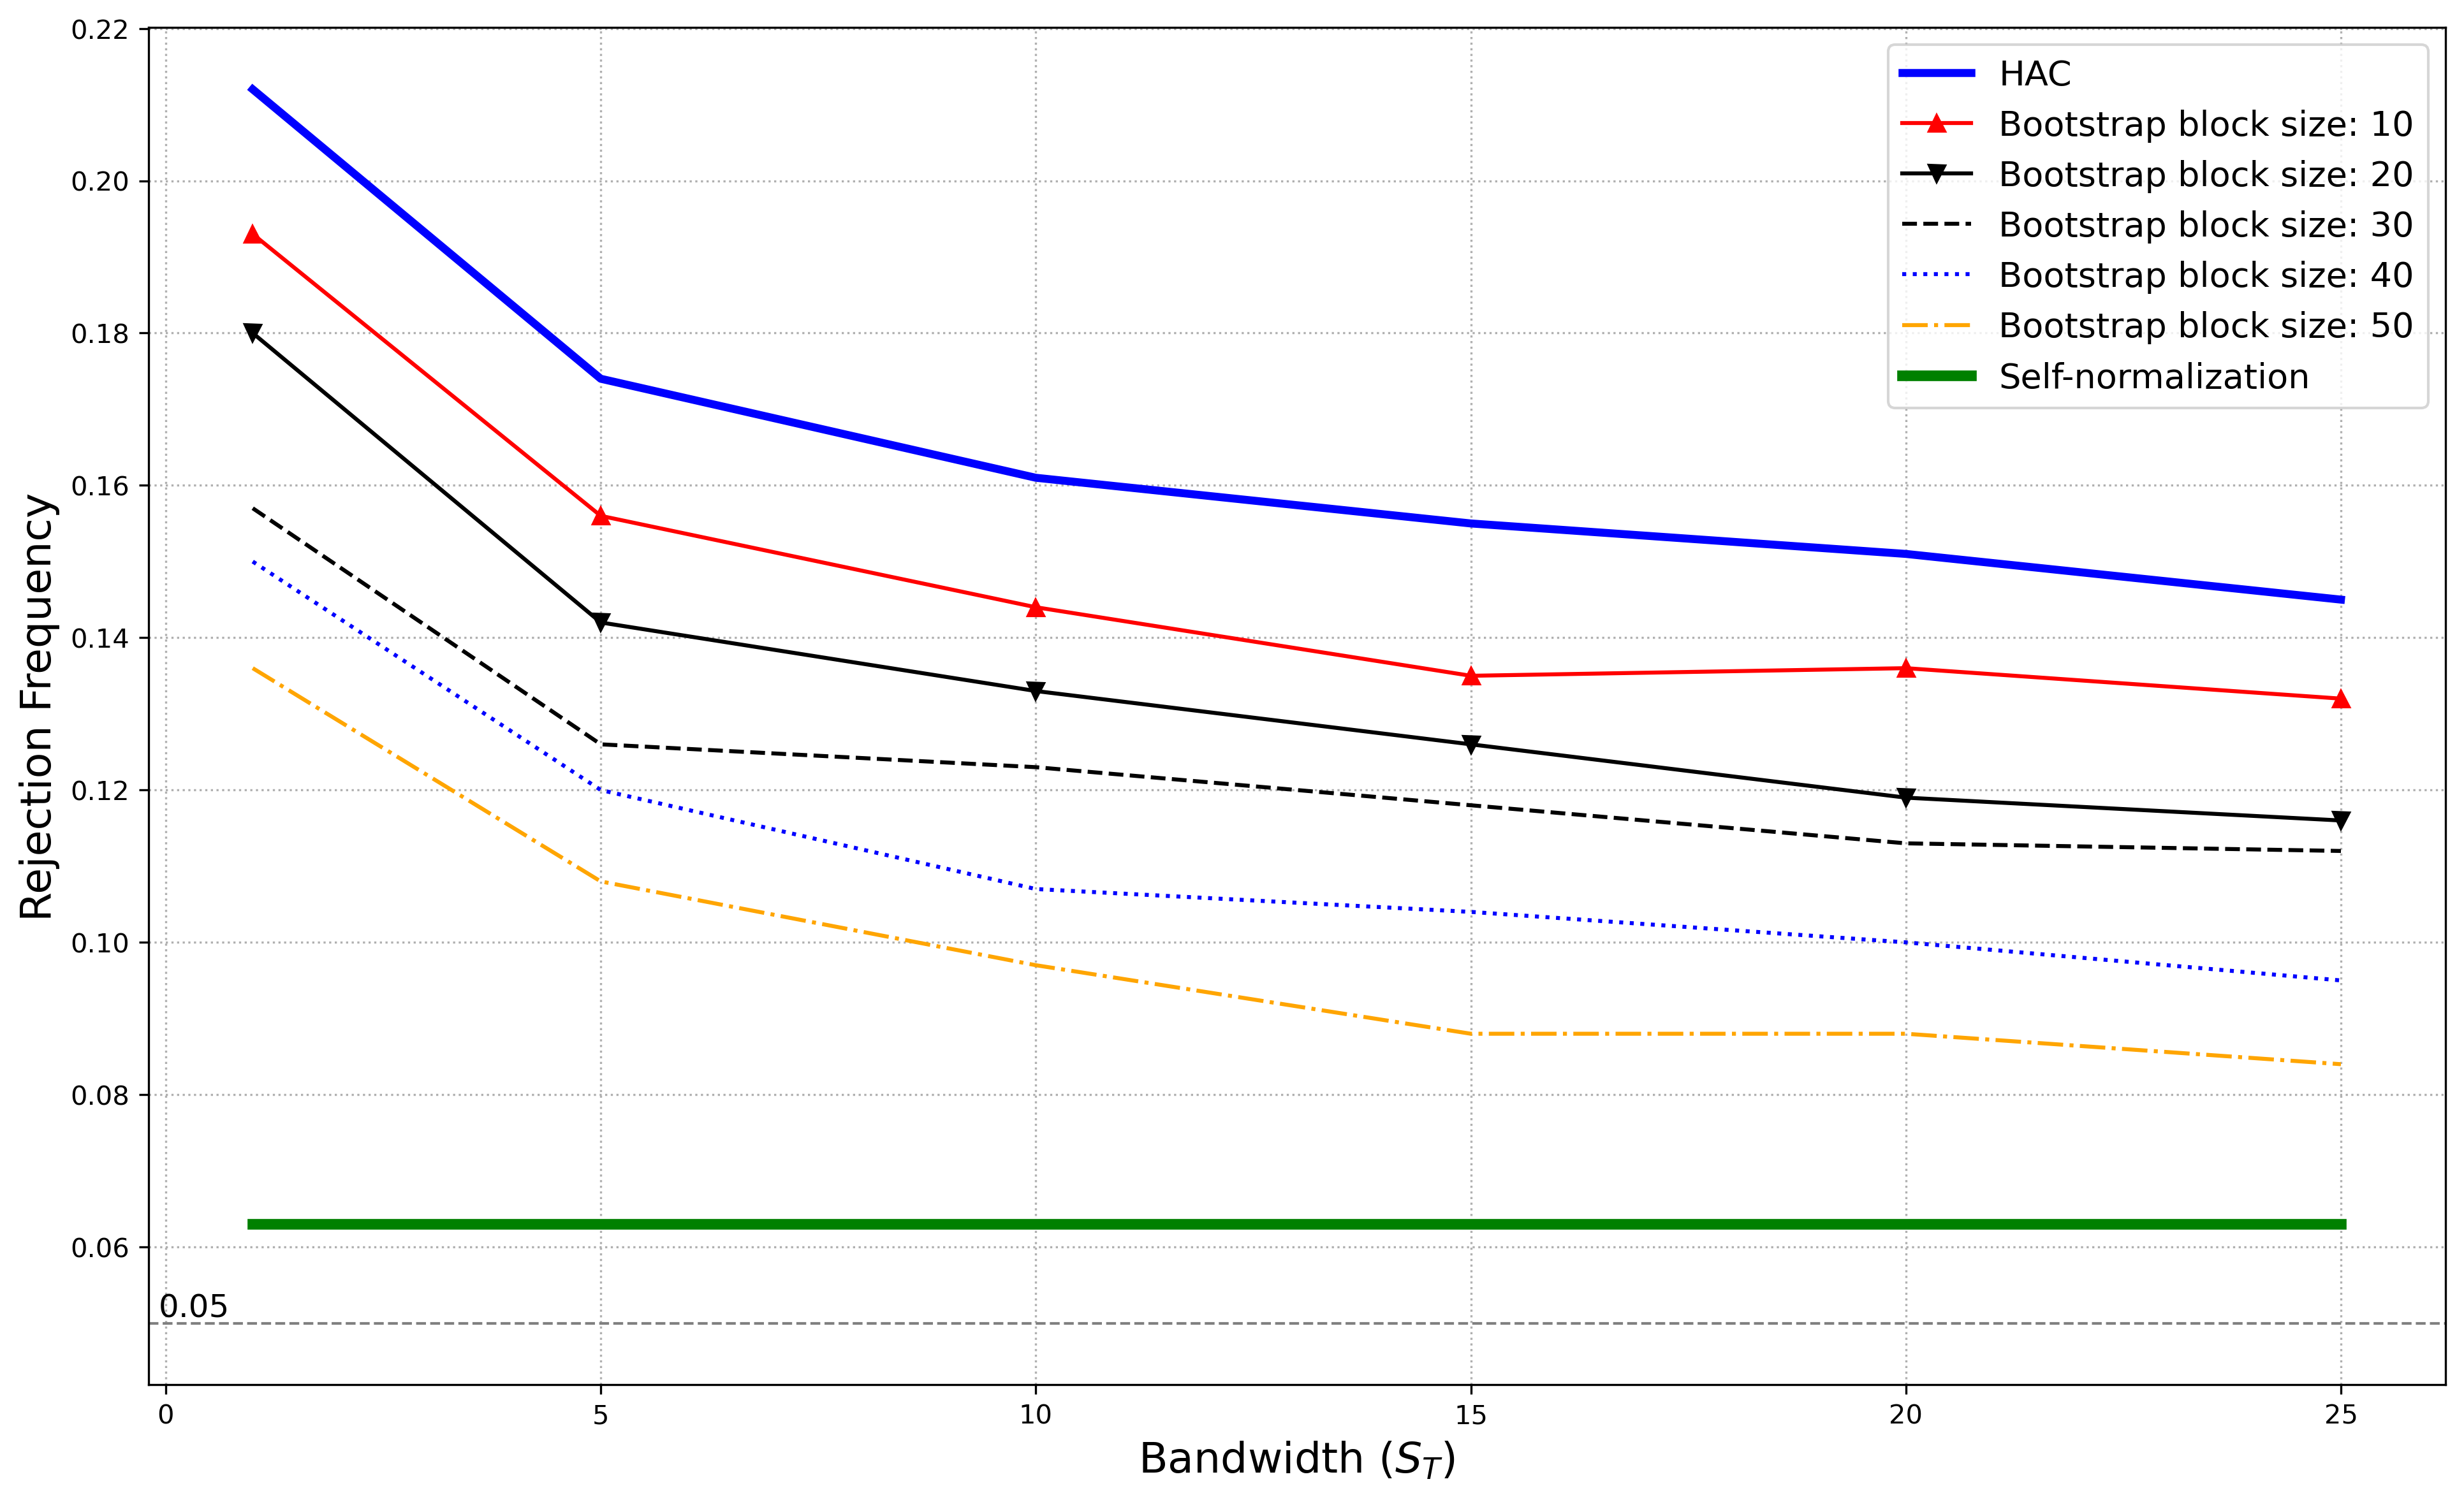 0.22
0.20
0.18
0.16
0.14
0.12
0.10
0.08
0.06
Rejection Frequency
HAC
Bootstrap block size: 10
Bootstrap block size: 20
Bootstrap block size: 30
Bootstrap block size: 40
Bootstrap block size: 50
Self-normalization
0.05
0 5 10 15 20 25
Bandwidth (S_T)